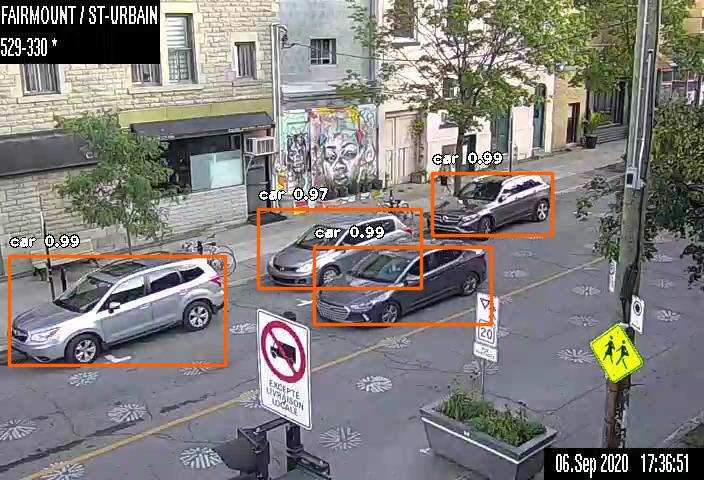 FAIRMOUNT / ST-URBAIN
529-330 *
car 0.99
car 0.97
car 0.99
car 0.99
20
EXCEPTÉ
LIVRAISON
LOCALE
06.Sep 2020 17:36:51